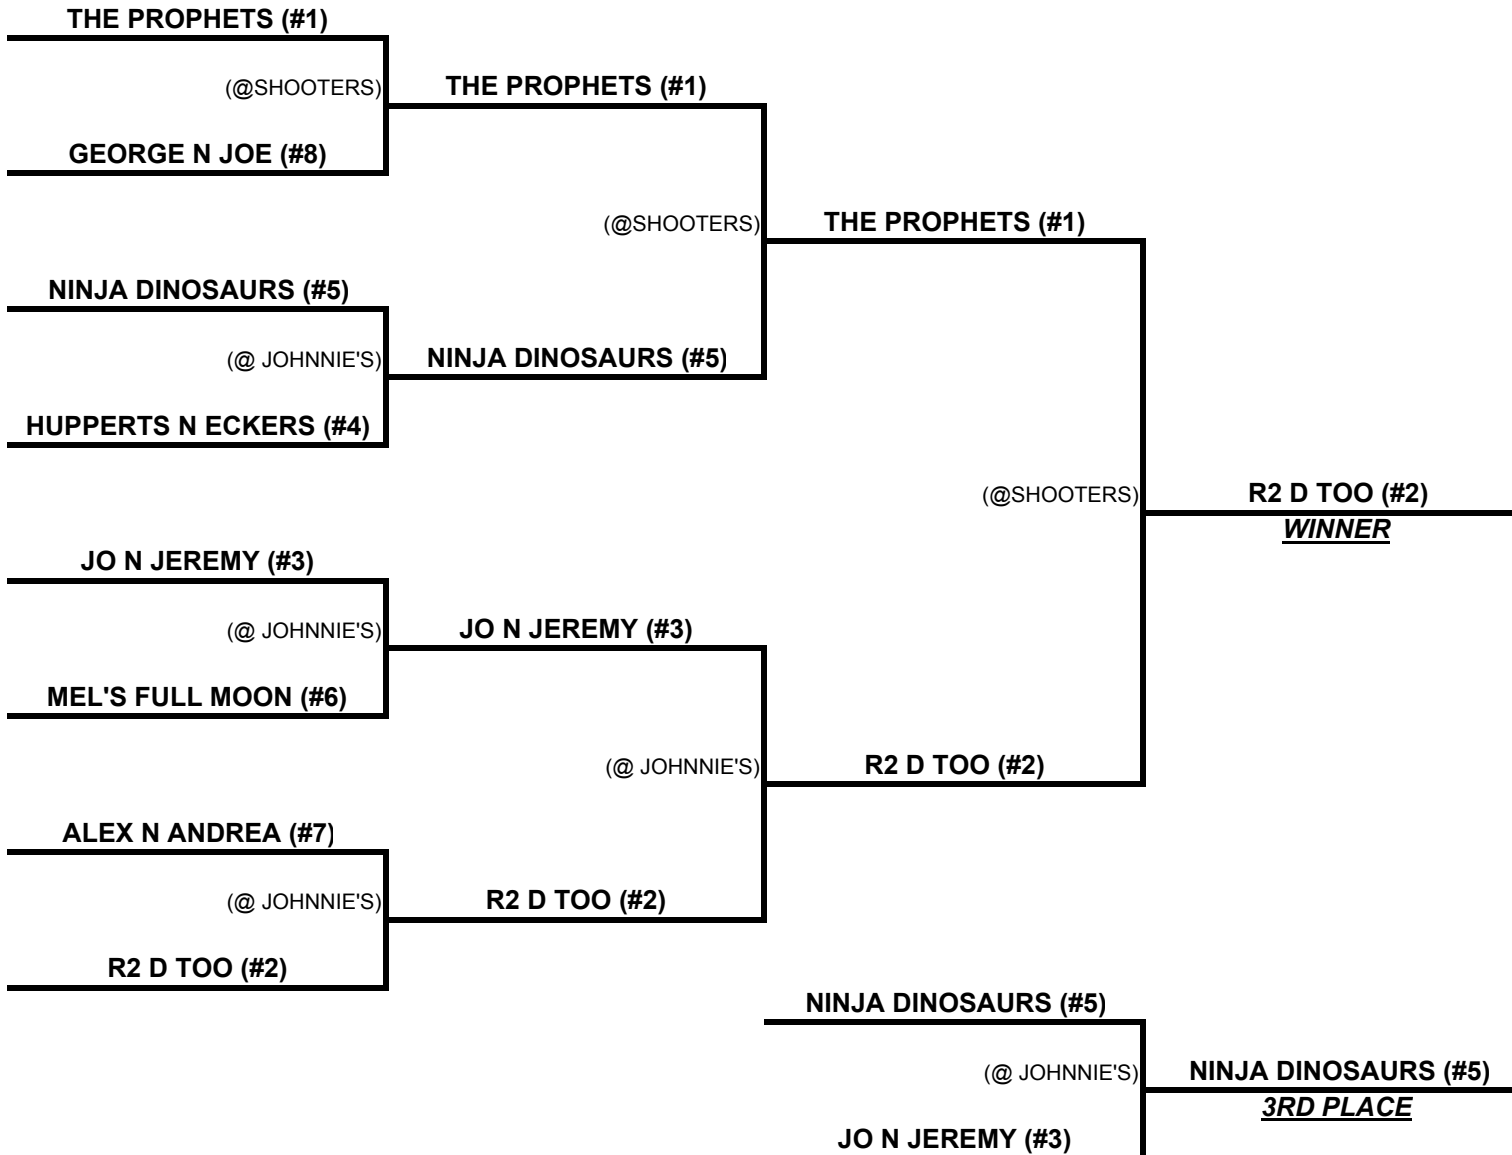 THE PROPHETS (#1)
(@SHOOTERS)
THE PROPHETS (#1)
GEORGE N JOE (#8)
(@SHOOTERS)
THE PROPHETS (#1)
NINJA DINOSAURS (#5)
(@ JOHNNIE'S)
NINJA DINOSAURS (#5)
HUPPERTS N ECKERS (#4)
(@SHOOTERS)
R2 D TOO (#2)
WINNER
JO N JEREMY (#3)
(@ JOHNNIE'S)
JO N JEREMY (#3)
MEL'S FULL MOON (#6)
(@ JOHNNIE'S)
R2 D TOO (#2)
ALEX N ANDREA (#7)
(@ JOHNNIE'S)
R2 D TOO (#2)
R2 D TOO (#2)
NINJA DINOSAURS (#5)
(@ JOHNNIE'S)
NINJA DINOSAURS (#5)
3RD PLACE
JO N JEREMY (#3)